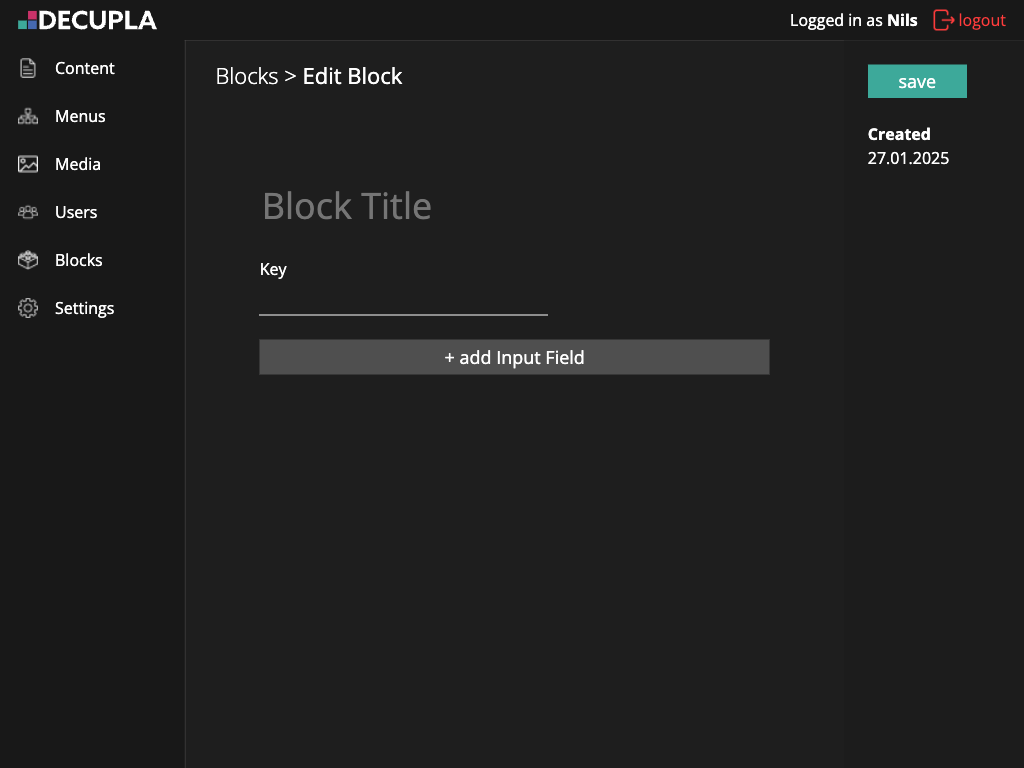 DECUPLA
Logged in as Nils
logout
Content
Menus
Media
Users
Blocks
Settings
Blocks > Edit Block
Block Title
Key
+ add Input Field
save
Created
27.01.2025